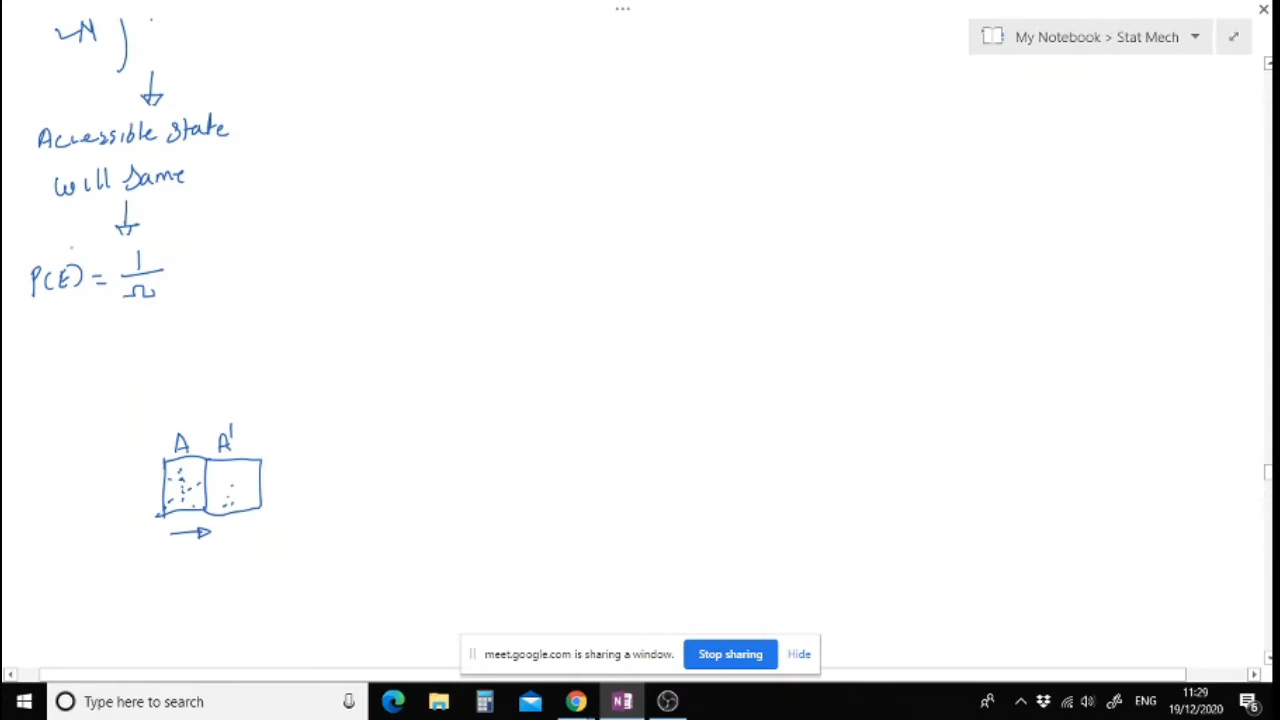 My Notebook > Stat Mech
Accessible State
will Same
P(E) = 1/Ω
A A'
meet.google.com is sharing a window.
Stop sharing
Hide
Type here to search
ENG
11:29
19/12/2020
6